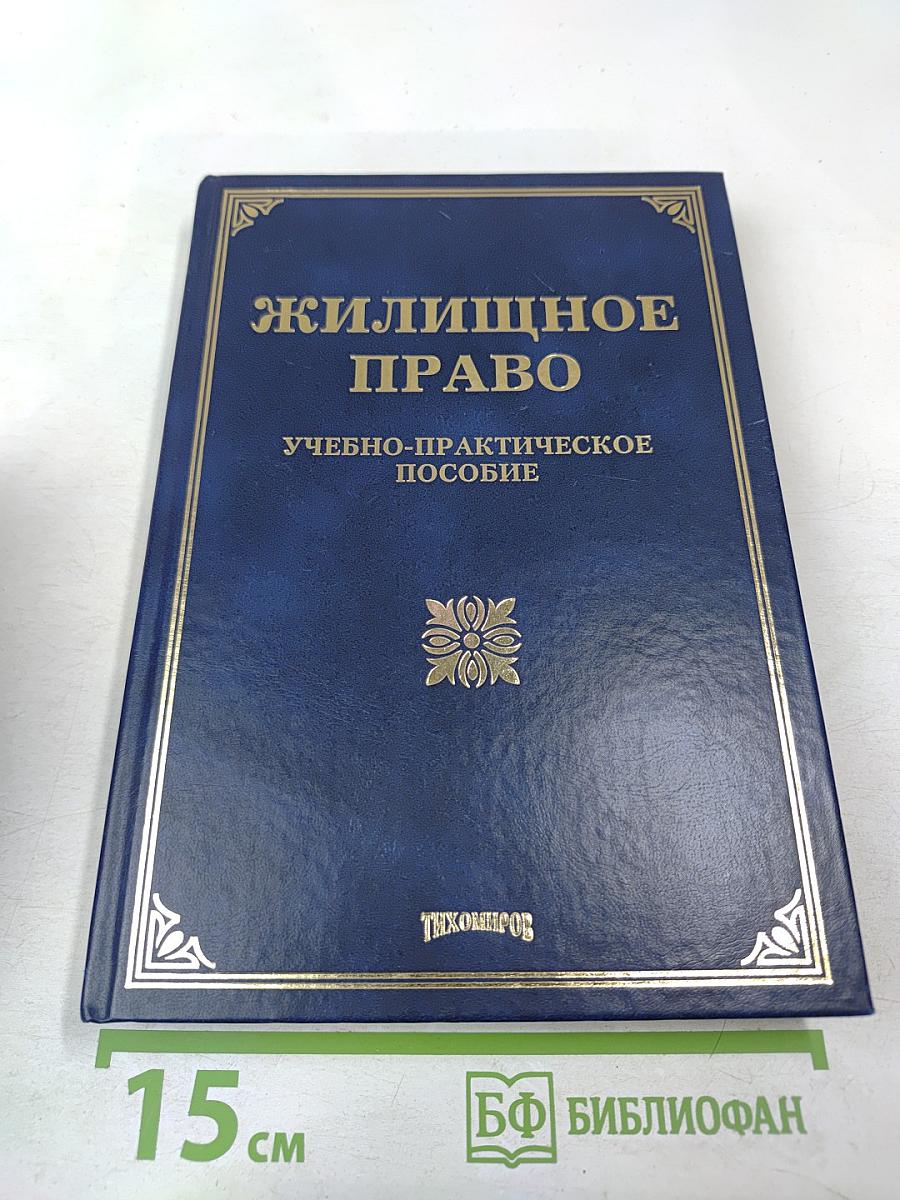 ЖИЛИЩНОЕ
ПРАВО
УЧЕБНО-ПРАКТИЧЕСКОЕ
ПОСОБИЕ
ТИХОМИРОВ
15 см
БФ БИБЛИОФАН